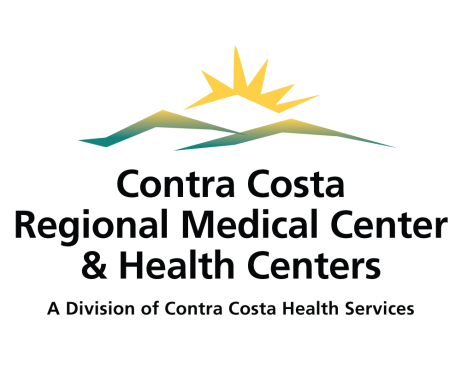 Contra Costa
Regional Medical Center
& Health Centers
A Division of Contra Costa Health Services